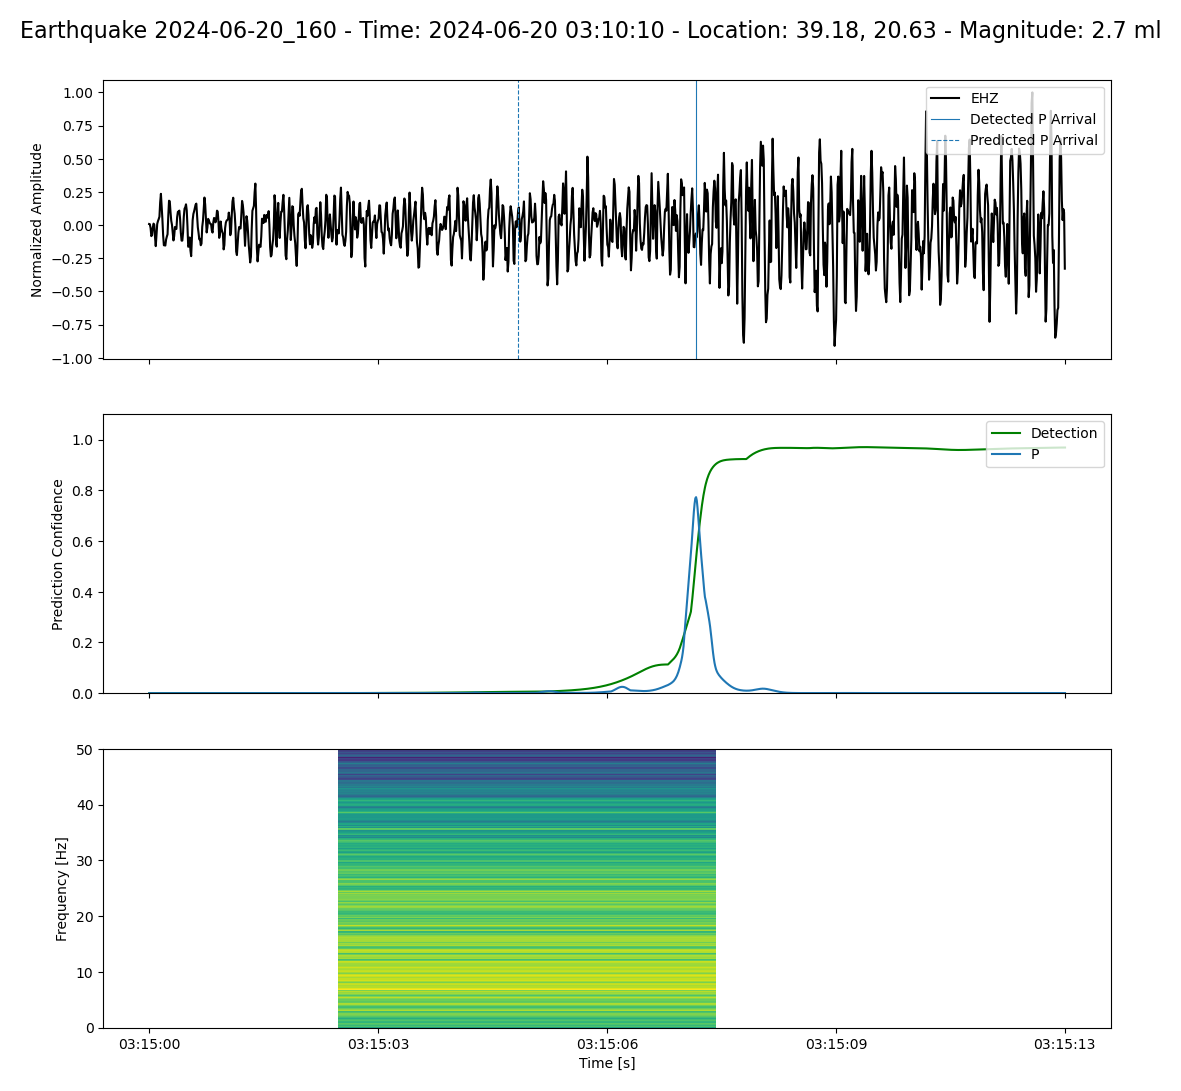 Earthquake 2024-06-20_160 - Time: 2024-06-20 03:10:10 - Location: 39.18, 20.63 - Magnitude: 2.7 ml
Normalized Amplitude
1.00
0.75
0.50
0.25
0.00
−0.25
−0.50
−0.75
−1.00
EHZ
Detected P Arrival
Predicted P Arrival
Prediction Confidence
1.0
0.8
0.6
0.4
0.2
0.0
Detection
P
Frequency [Hz]
50
40
30
20
10
0
03:15:00 03:15:03 03:15:06 03:15:09 03:15:13
Time [s]